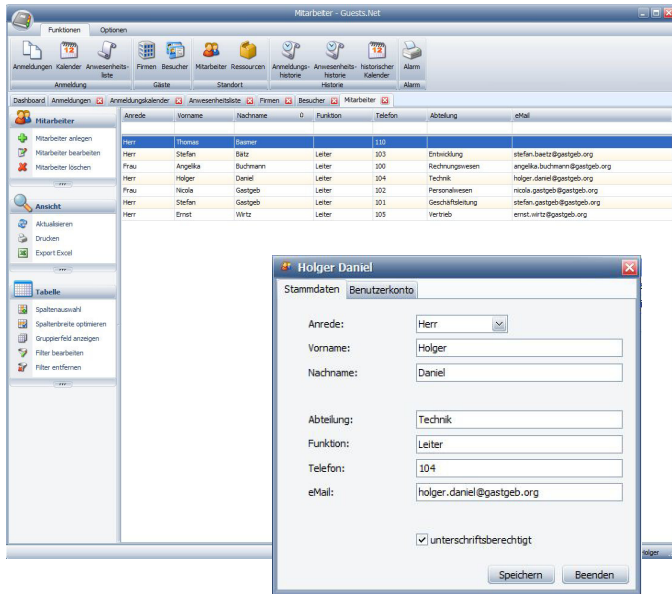 Mitarbeiter - Guests.Net
Funktionen Optionen
Anmeldungen Kalender Anwesenheits-liste Firmen Besucher Mitarbeiter Ressourcen Anmeldungs-historie Anwesenheits-historie historischer Kalender Alarm
Anmeldung Gäste Standort Historie Alarm
Dashboard Anmeldungen Anmeldungskalender Anwesenheitsliste Firmen Besucher Mitarbeiter
Mitarbeiter
Mitarbeiter anlegen
Mitarbeiter bearbeiten
Mitarbeiter löschen
Ansicht
Aktualisieren
Drucken
Export Excel
Tabelle
Spaltenauswahl
Spaltenbreite optimieren
Gruppierfeld anzeigen
Filter bearbeiten
Filter entfernen
Anrede Vorname Nachname Funktion Telefon Abteilung eMail
Herr Thomas Basmer 110
Herr Stefan Bätz Leiter 103 Entwicklung stefan.baetz@gastgeb.org
Frau Angelika Buchmann Leiter 100 Rechnungswesen angelika.buchmann@gastgeb.org
Herr Holger Daniel Leiter 104 Technik holger.daniel@gastgeb.org
Frau Nicola Gastgeb Leiter 102 Personalwesen nicola.gastgeb@gastgeb.org
Herr Stefan Gastgeb Leiter 101 Geschäftsleitung stefan.gastgeb@gastgeb.org
Herr Ernst Wirtz Leiter 105 Vertrieb ernst.wirtz@gastgeb.org
Holger Daniel
Stammdaten Benutzerkonto
Anrede: Herr
Vorname: Holger
Nachname: Daniel
Abteilung: Technik
Funktion: Leiter
Telefon: 104
eMail: holger.daniel@gastgeb.org
unterschriftsberechtigt
Speichern Beenden
Holger